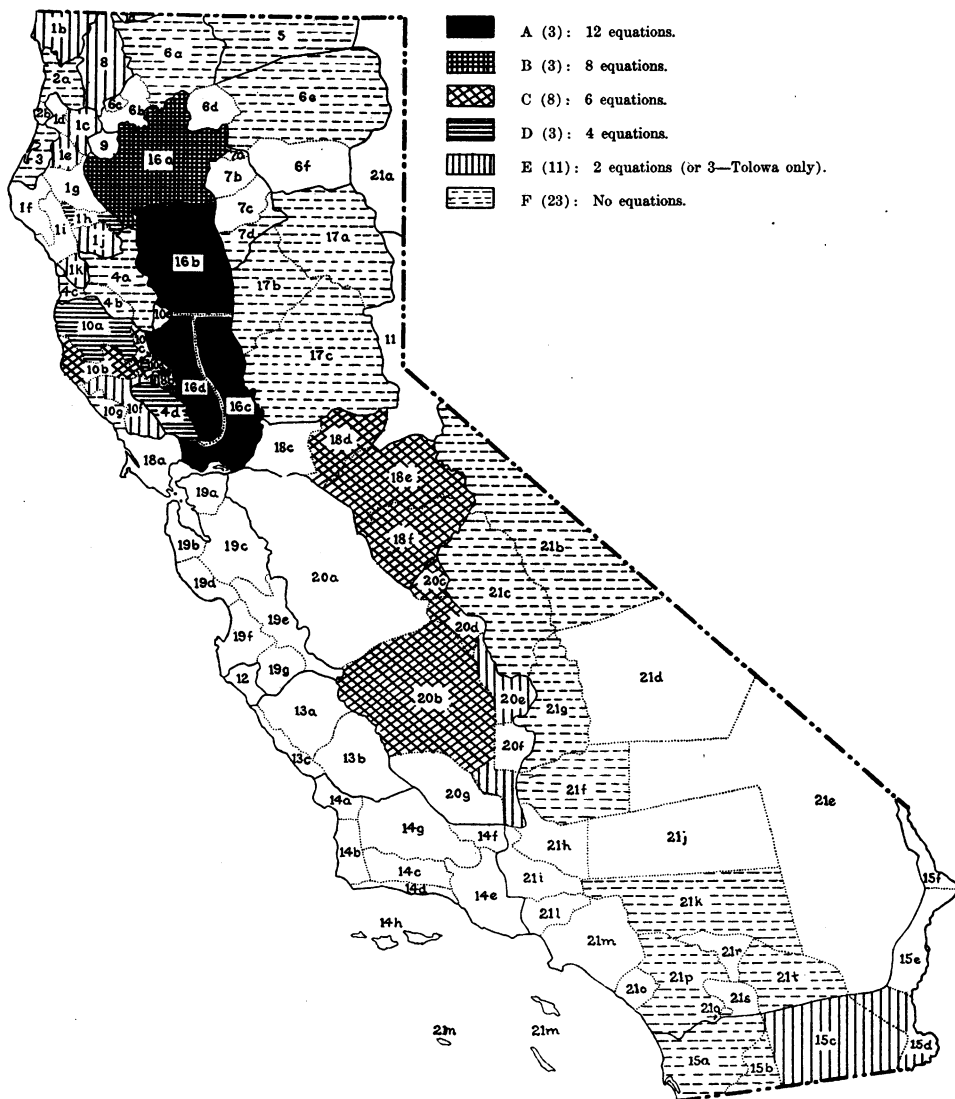 A (3): 12 equations.
B (3): 8 equations.
C (8): 6 equations.
D (3): 4 equations.
E (11): 2 equations (or 3—Tolowa only).
F (23): No equations.
1b
8
6a
5
2a
6c
6b
6d
6e
2b
1d
1c
9
16a
3
1e
7a
7b
6f
21a
1g
1f
1h
7c
1i
1j
7d
17a
16b
1k
4a
17b
4c
4b
10a
11
17c
10b
16d
16c
10g
10f
4d
18a
18c
18d
18e
19a
18f
21b
19b
19c
20a
20c
21c
19d
19e
20d
19f
19g
12
20b
20e
21g
21d
13a
13b
13c
20f
20g
21f
21e
14a
14g
14f
14b
21h
21j
14c
14d
14e
21i
21k
15f
21l
14h
21m
21r
15e
21o
21p
21s
21t
21q
21m
21m
15a
15b
15c
15d